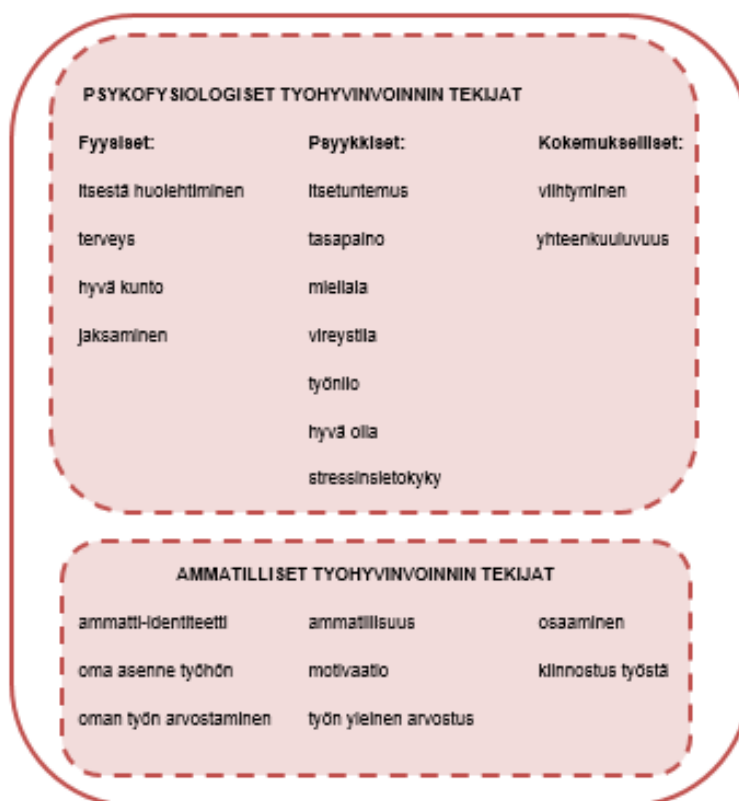 PSYKOFYSIOLOGISET TYOHYVINVOINNIN TEKIJAT
Fyysiset: Psyykkiset: Kokemukselliset:
itsestä huolehtiminen itsetuntemus viihtyminen
terveys tasapaino yhteenkuuluvuus
hyvä kunto mieliala
jaksaminen vireystila
työnilo
hyvä olla
stressinsietokyky
AMMATILLISET TYOHYVINVOINNIN TEKIJAT
ammatti-identiteetti ammatillisuus osaaminen
oma asenne työhön motivaatio kiinnostus työstä
oman työn arvostaminen työn yleinen arvostus